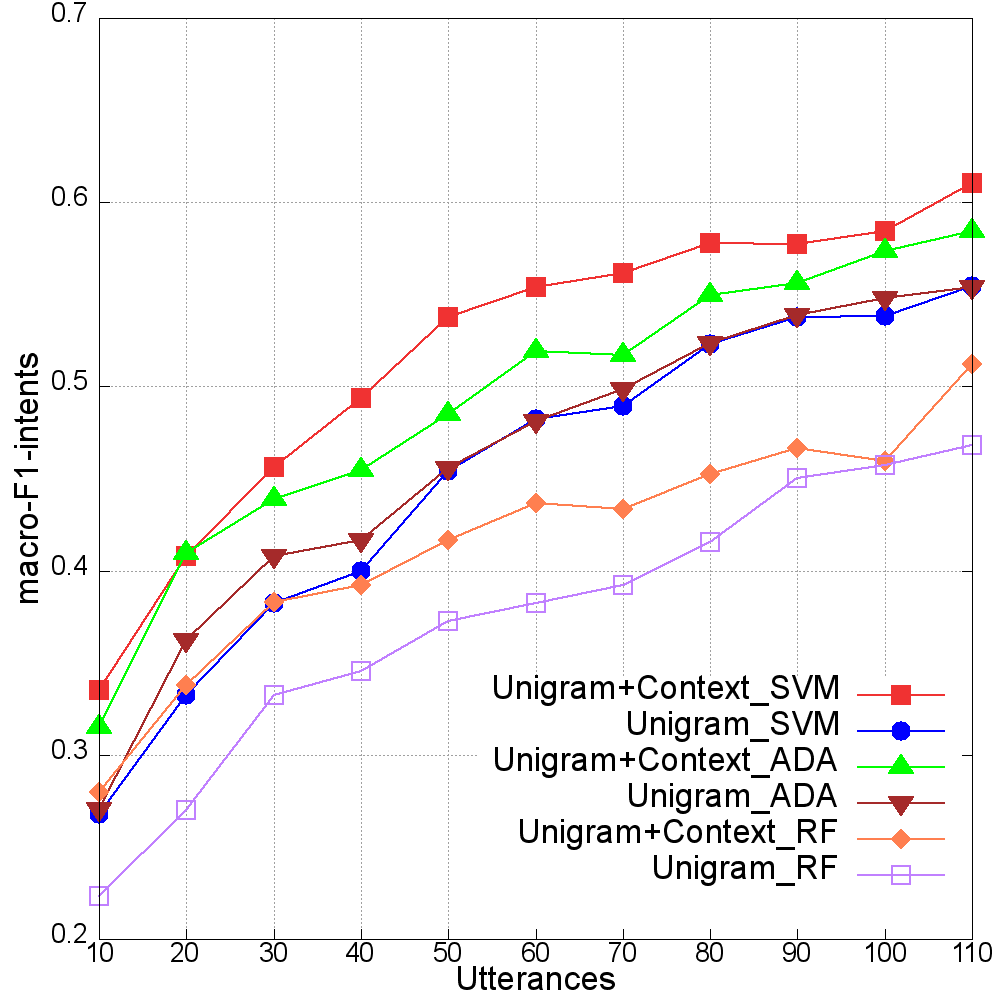 0.7
0.6
0.5
0.4
0.3
0.2
macro-F1-intents
Unigram+Context_SVM
Unigram_SVM
Unigram+Context_ADA
Unigram_ADA
Unigram+Context_RF
Unigram_RF
10 20 30 40 50 60 70 80 90 100 110
Utterances